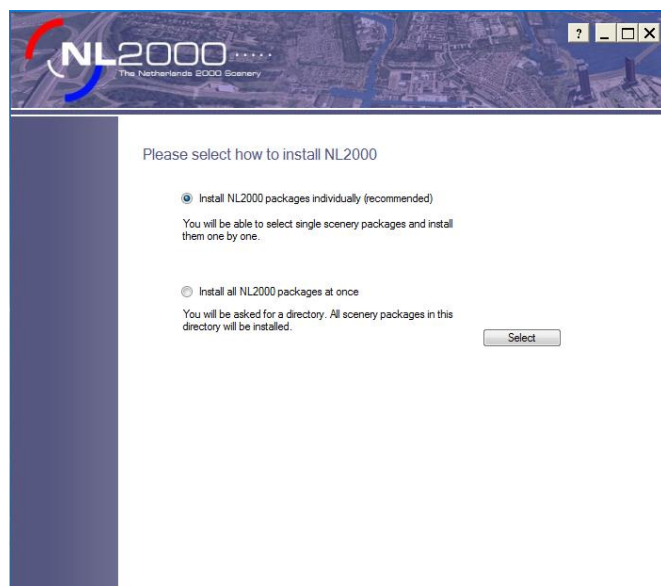 NL2000
The Netherlands 2000 Scenery
?
Please select how to install NL2000
Install NL2000 packages individually (recommended)
You will be able to select single scenery packages and install
them one by one.
Install all NL2000 packages at once
You will be asked for a directory. All scenery packages in this
directory will be installed.
Select